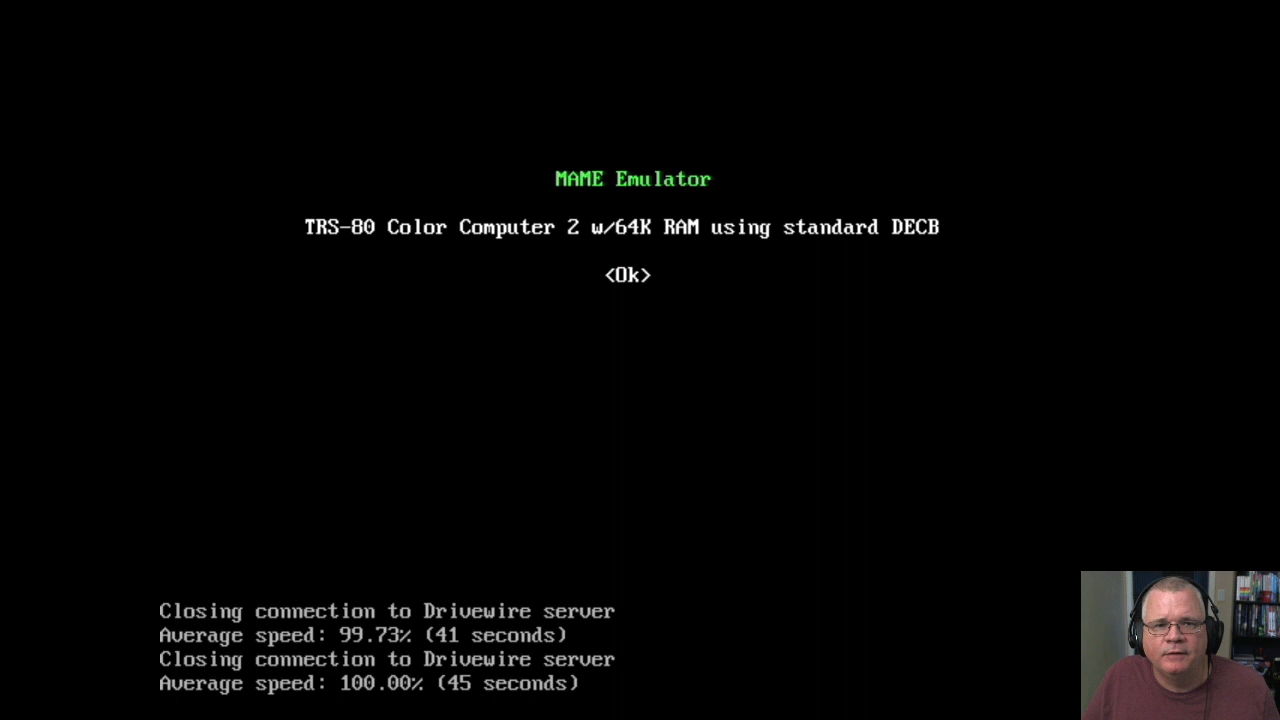 MAME Emulator
TRS-80 Color Computer 2 w/64K RAM using standard DECB
<Ok>
Closing connection to Drivewire server
Average speed: 99.73% (41 seconds)
Closing connection to Drivewire server
Average speed: 100.00% (45 seconds)